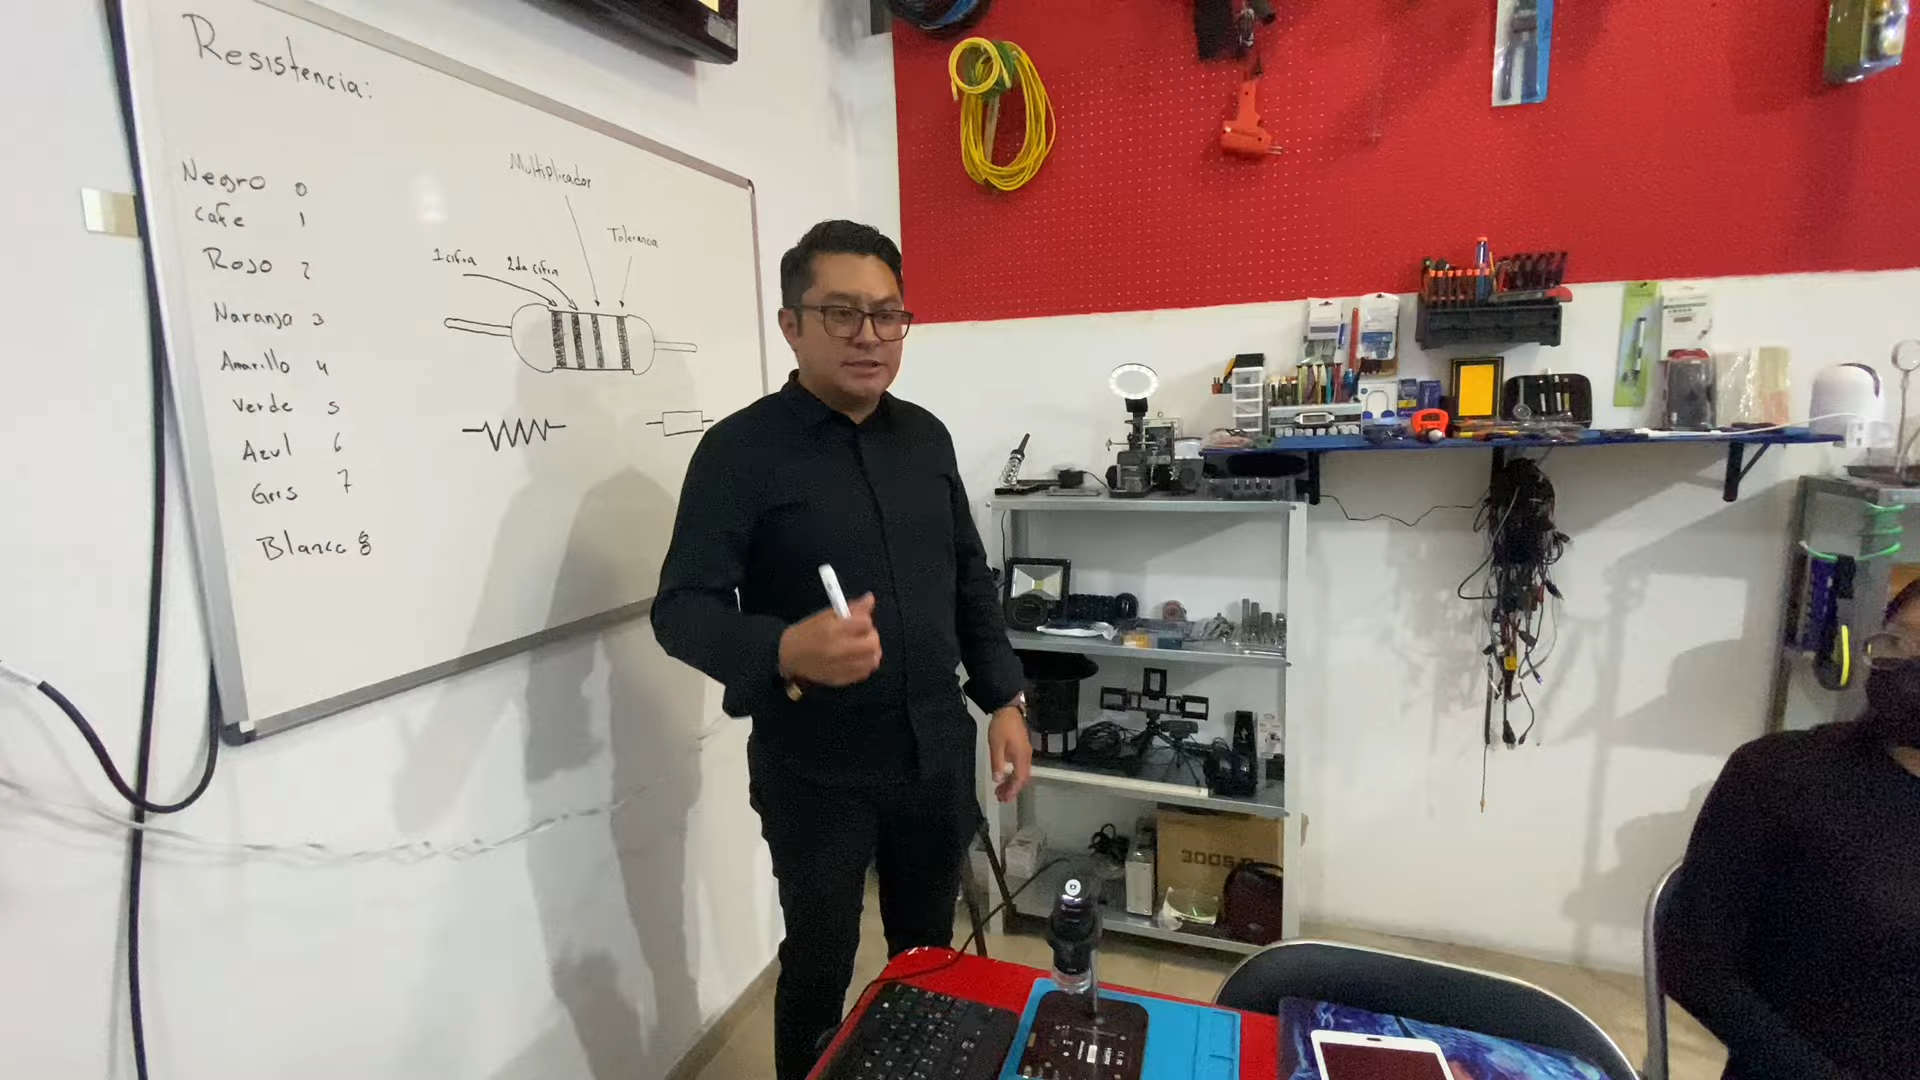 Resistencia:
Negro 0
cafe 1
Rojo 2
Naranja 3
Amarillo 4
Verde 5
Azul 6
Gris 7
Blanco 8
Multiplicador
Tolerancia
1 cifra
2da cifra